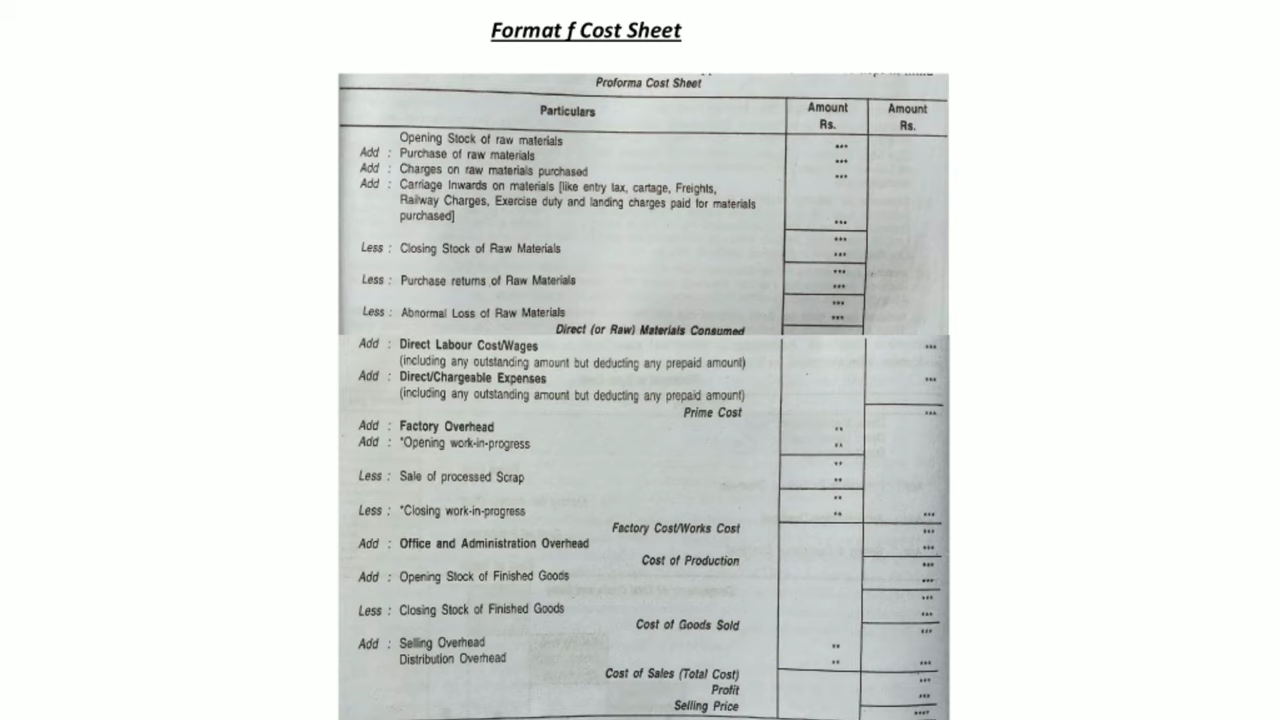 Format f Cost Sheet
Proforma Cost Sheet
Particulars Amount Rs. Amount Rs.
Opening Stock of raw materials ***
Add : Purchase of raw materials ***
Add : Charges on raw materials purchased ***
Add : Carriage Inwards on materials [like entry tax, cartage, Freights,
Railway Charges, Exercise duty and landing charges paid for materials
purchased] ***
***
Less : Closing Stock of Raw Materials ***
***
Less : Purchase returns of Raw Materials ***
***
Less : Abnormal Loss of Raw Materials ***
Direct (or Raw) Materials Consumed
Add : Direct Labour Cost/Wages ***
(including any outstanding amount but deducting any prepaid amount)
Add : Direct/Chargeable Expenses ***
(including any outstanding amount but deducting any prepaid amount)
Prime Cost ***
Add : Factory Overhead **
Add : *Opening work-in-progress **
**
Less : Sale of processed Scrap **
**
Less : *Closing work-in-progress ** ***
Factory Cost/Works Cost ***
Add : Office and Administration Overhead ***
Cost of Production ***
Add : Opening Stock of Finished Goods ***
***
Less : Closing Stock of Finished Goods ***
Cost of Goods Sold ***
Add : Selling Overhead **
Distribution Overhead ** ***
Cost of Sales (Total Cost) ***
Profit ***
Selling Price ****